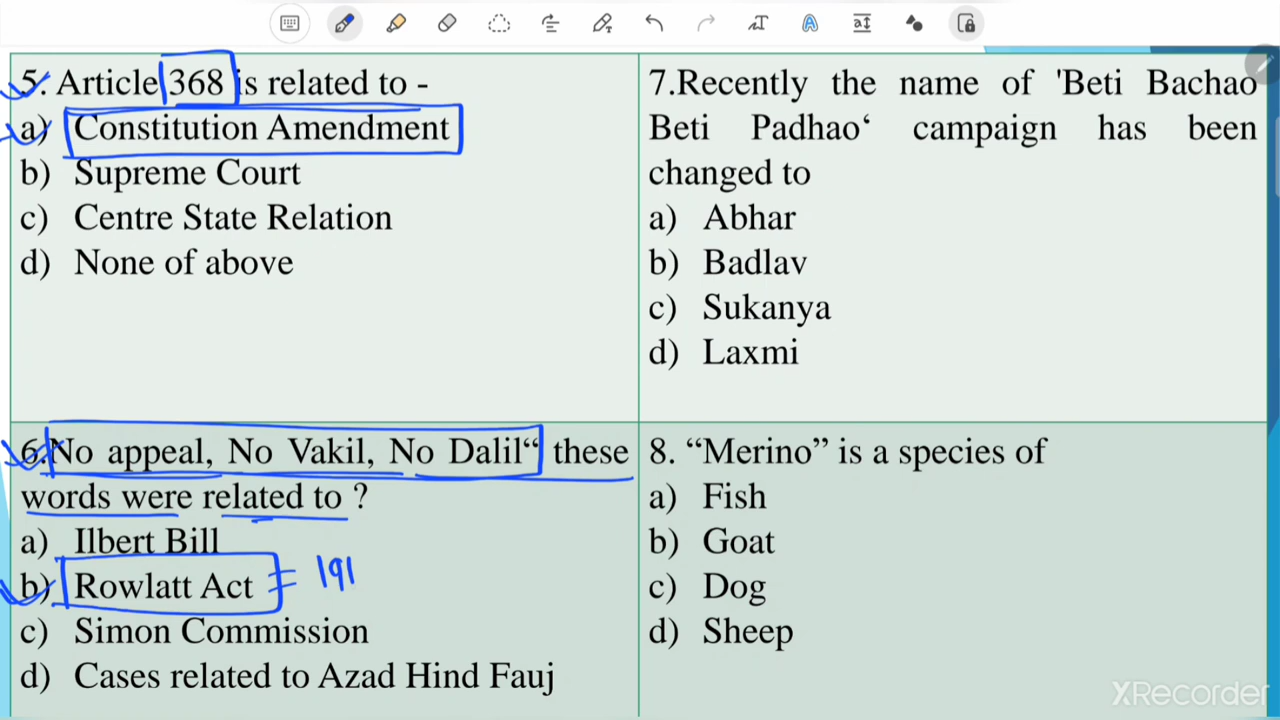 5. Article 368 is related to -
a) Constitution Amendment
b) Supreme Court
c) Centre State Relation
d) None of above
6.No appeal, No Vakil, No Dalil“ these
words were related to ?
a) Ilbert Bill
b) Rowlatt Act = 191
c) Simon Commission
d) Cases related to Azad Hind Fauj
7.Recently the name of 'Beti Bachao
Beti Padhao‘ campaign has been
changed to
a) Abhar
b) Badlav
c) Sukanya
d) Laxmi
8. “Merino” is a species of
a) Fish
b) Goat
c) Dog
d) Sheep
XRecorder